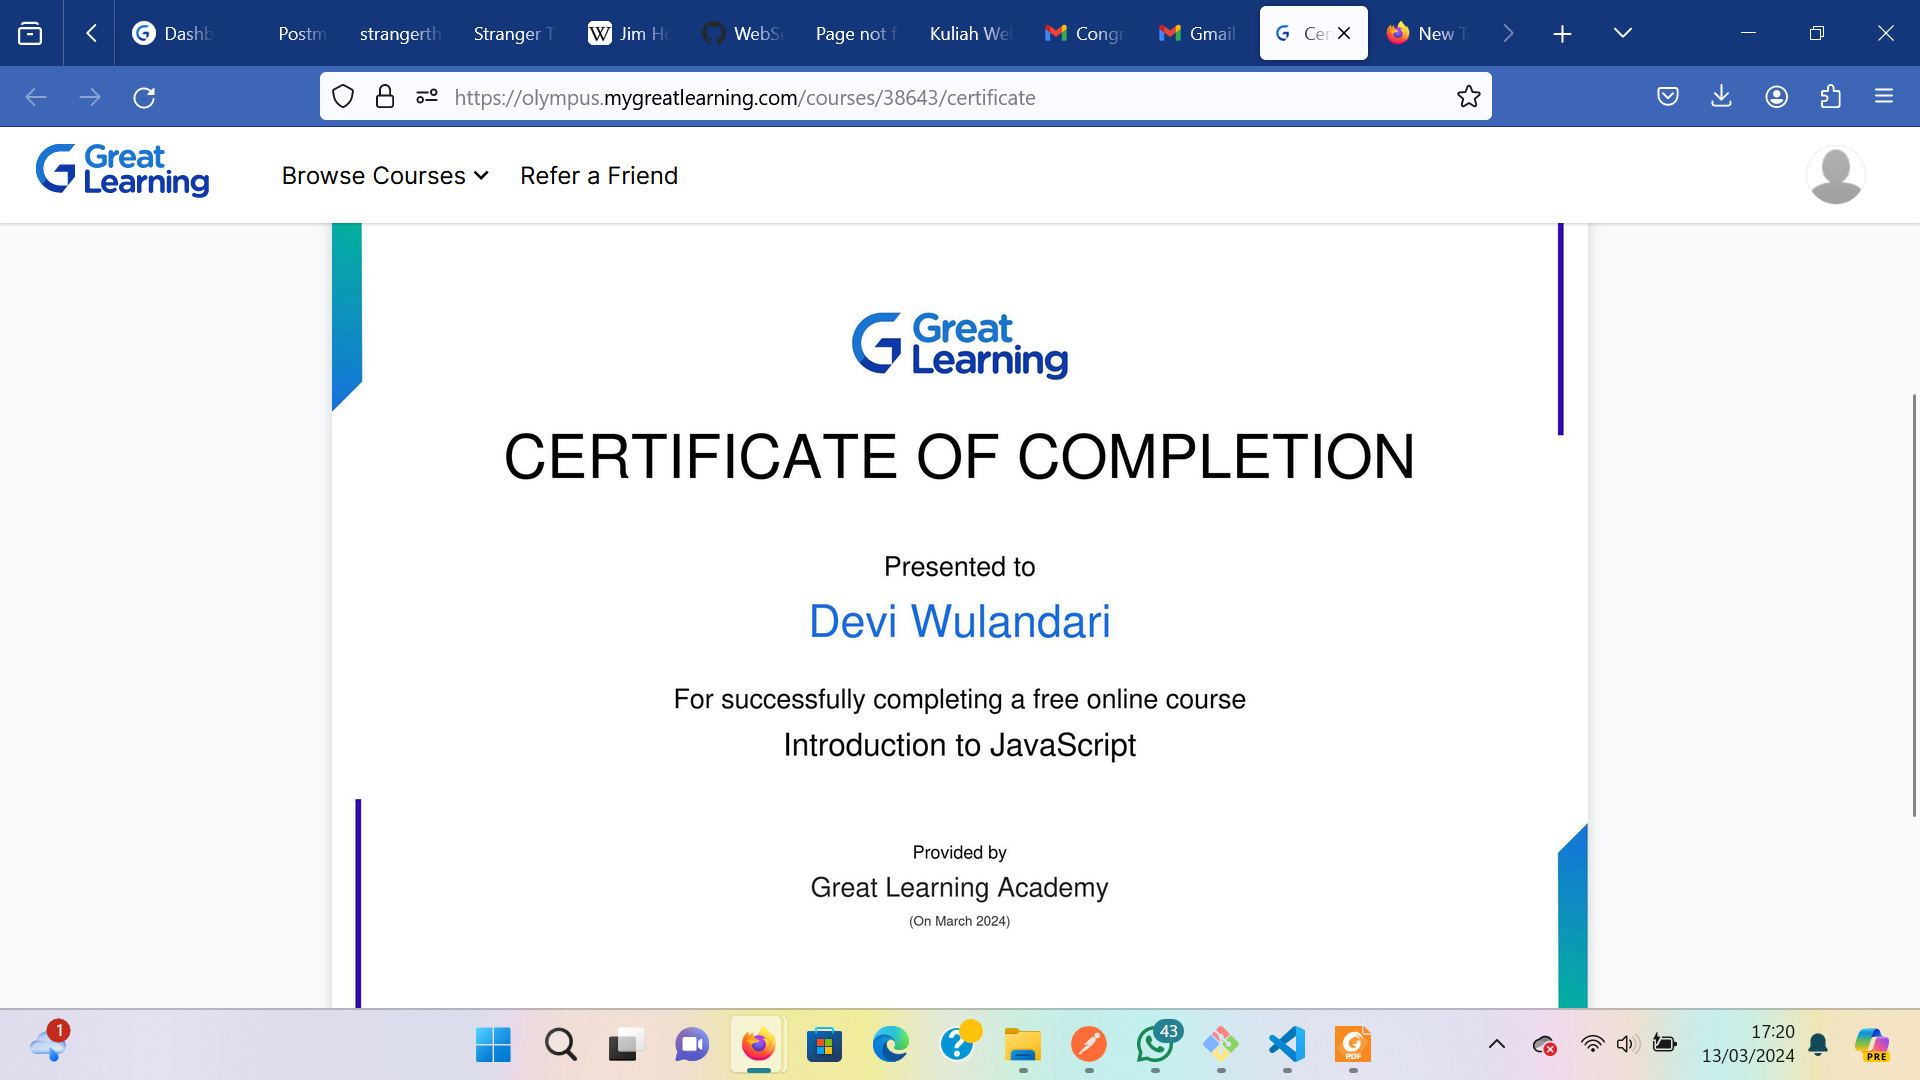 Dashb
Postm
strangerth
Stranger T
W
Jim Ho
WebS
Page not f
Kuliah We
Congr
Gmail
Cer
New T
https://olympus.mygreatlearning.com/courses/38643/certificate
Great Learning
Browse Courses
Refer a Friend
Great
Learning
CERTIFICATE OF COMPLETION
Presented to
Devi Wulandari
For successfully completing a free online course
Introduction to JavaScript
Provided by
Great Learning Academy
(On March 2024)
1
43
PDF
17:20
13/03/2024
PRE